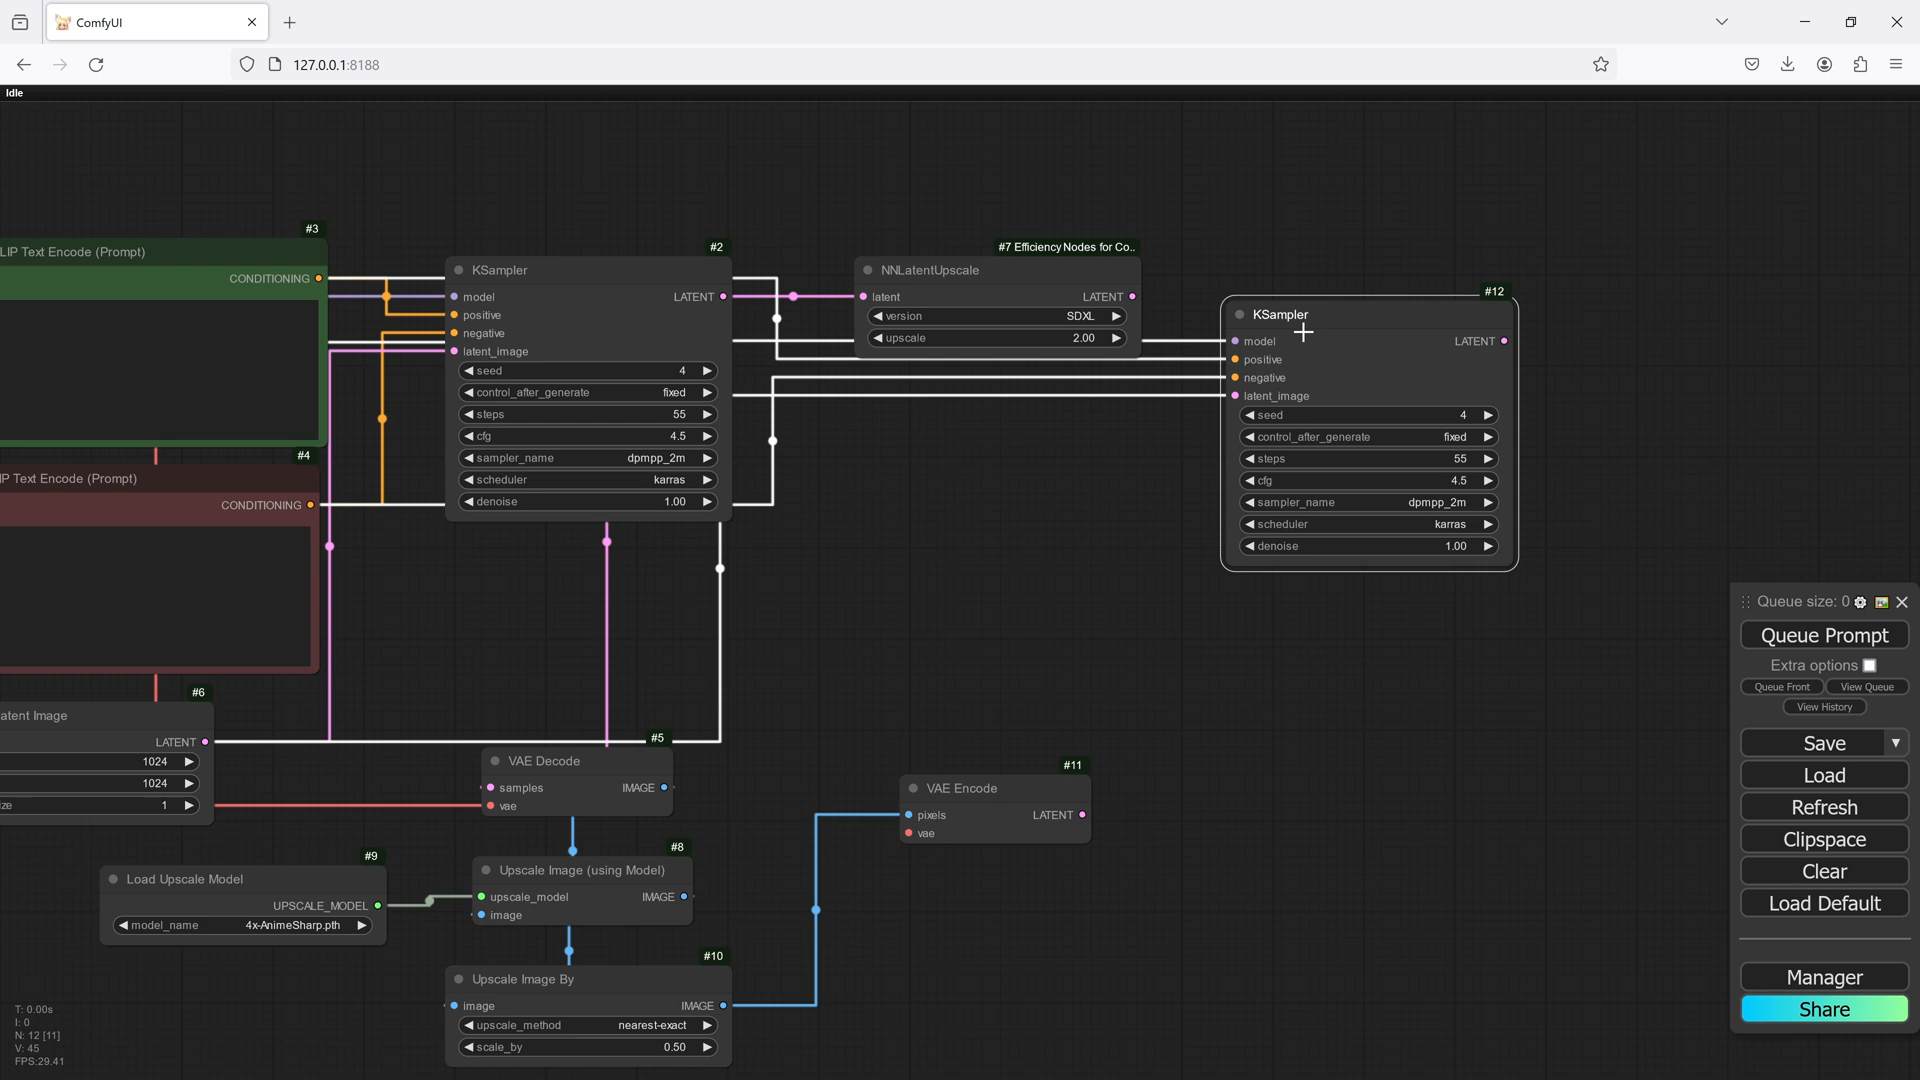 ComfyUI
127.0.0.1:8188
Idle
#3
LIP Text Encode (Prompt)
CONDITIONING
#4
IP Text Encode (Prompt)
CONDITIONING
#6
atent Image
LATENT
1024
1024
ize 1
#9
Load Upscale Model
UPSCALE_MODEL
model_name 4x-AnimeSharp.pth
#2
KSampler
model LATENT
positive
negative
latent_image
seed 4
control_after_generate fixed
steps 55
cfg 4.5
sampler_name dpmpp_2m
scheduler karras
denoise 1.00
#5
VAE Decode
samples IMAGE
vae
#8
Upscale Image (using Model)
upscale_model IMAGE
image
#10
Upscale Image By
image IMAGE
upscale_method nearest-exact
scale_by 0.50
#7 Efficiency Nodes for Co..
NNLatentUpscale
latent LATENT
version SDXL
upscale 2.00
#11
VAE Encode
pixels LATENT
vae
#12
KSampler
model LATENT
positive
negative
latent_image
seed 4
control_after_generate fixed
steps 55
cfg 4.5
sampler_name dpmpp_2m
scheduler karras
denoise 1.00
Queue size: 0
Queue Prompt
Extra options
Queue Front View Queue
View History
Save
Load
Refresh
Clipspace
Clear
Load Default
Manager
Share
T: 0.00s
I: 0
N: 12 [11]
V: 45
FPS:29.41